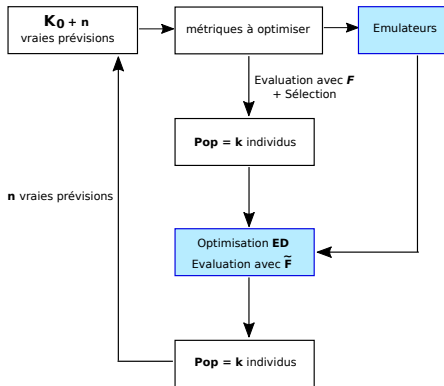 K₀ + n
vraies prévisions
métriques à optimiser
Emulateurs
Evaluation avec F
+ Sélection
Pop = k individus
n vraies prévisions
Optimisation ED
Evaluation avec F̃
Pop = k individus